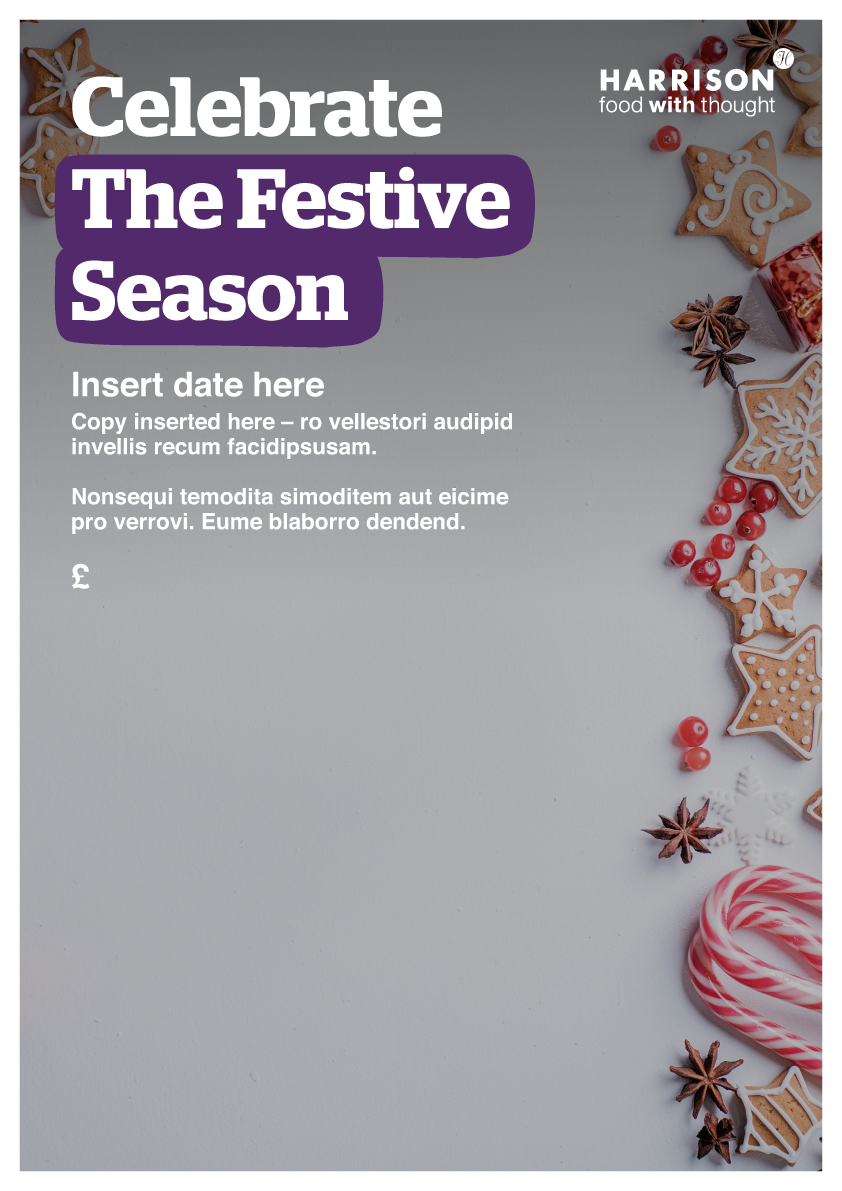 Celebrate
The Festive
Season
H
HARRISON
food with thought
Insert date here
Copy inserted here – ro vellestori audipid
invellis recum facidipsusam.
Nonsequi temodita simoditem aut eicime
pro verrovi. Eume blaborro dendend.
£